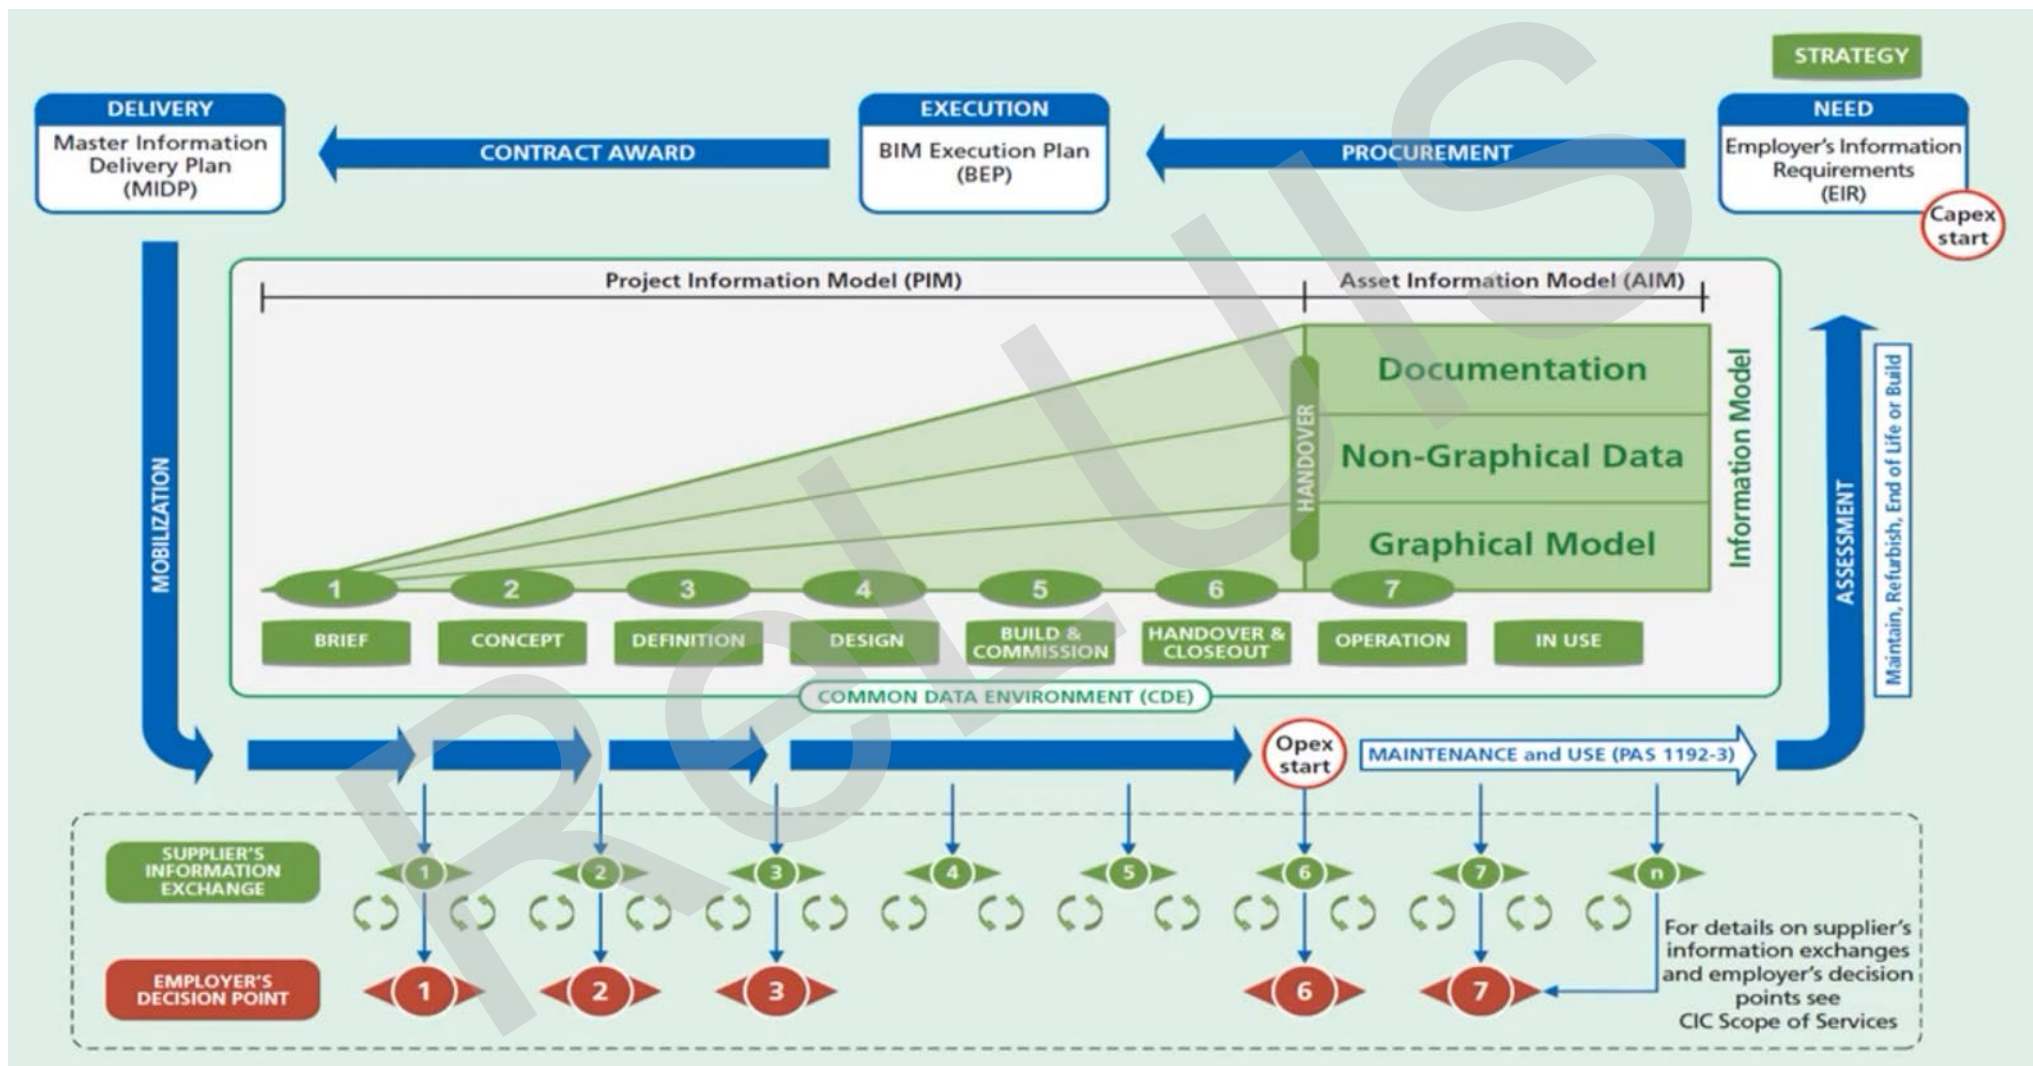 STRATEGY
DELIVERY
Master Information
Delivery Plan
(MIDP)
CONTRACT AWARD
EXECUTION
BIM Execution Plan
(BEP)
PROCUREMENT
NEED
Employer's Information
Requirements
(EIR)
Capex
start
MOBILIZATION
Project Information Model (PIM)
Asset Information Model (AIM)
Documentation
Non-Graphical Data
Graphical Model
HANDOVER
Information Model
ASSESSMENT
Maintain, Refurbish, End of Life or Build
1
2
3
4
5
6
7
BRIEF
CONCEPT
DEFINITION
DESIGN
BUILD &
COMMISSION
HANDOVER &
CLOSEOUT
OPERATION
IN USE
COMMON DATA ENVIRONMENT (CDE)
Opex
start
MAINTENANCE and USE (PAS 1192-3)
SUPPLIER'S
INFORMATION
EXCHANGE
1
2
3
4
5
6
7
n
For details on supplier's
information exchanges
and employer's decision
points see
CIC Scope of Services
EMPLOYER'S
DECISION POINT
1
2
3
6
7
ReLUIS